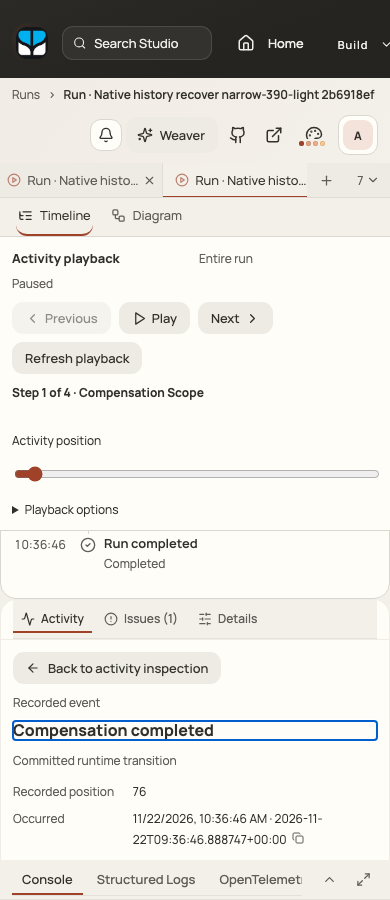 Search Studio
Home
Build
Runs > Run · Native history recover narrow-390-light 2b6918ef
Weaver
A
Run · Native histo...
Run · Native histo...
7
Timeline
Diagram
Activity playback
Entire run
Paused
Previous
Play
Next
Refresh playback
Step 1 of 4 · Compensation Scope
Activity position
Playback options
10:36:46
Run completed
Completed
Activity
Issues (1)
Details
Back to activity inspection
Recorded event
Compensation completed
Committed runtime transition
Recorded position 76
Occurred 11/22/2026, 10:36:46 AM · 2026-11-
22T09:36:46.888747+00:00
Console
Structured Logs
OpenTelemet